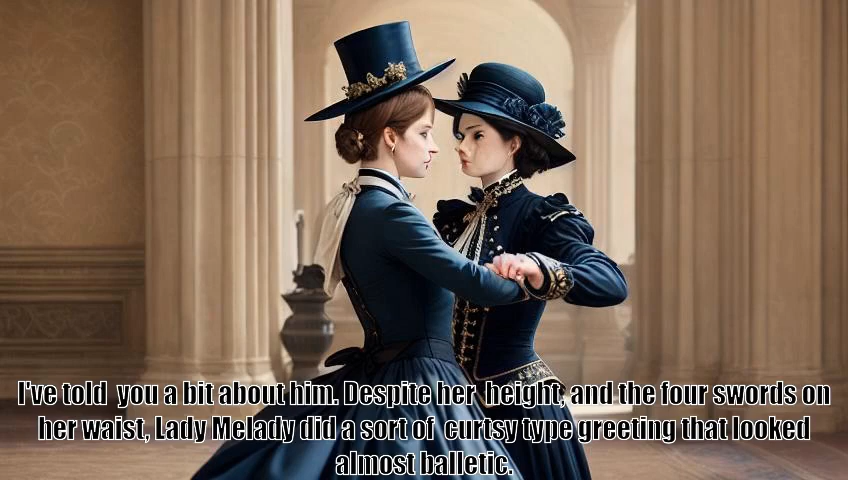 I've told  you a bit about him. Despite her  height, and the four swords on
her waist, Lady Melady did a sort of  curtsy type greeting that looked
almost balletic.